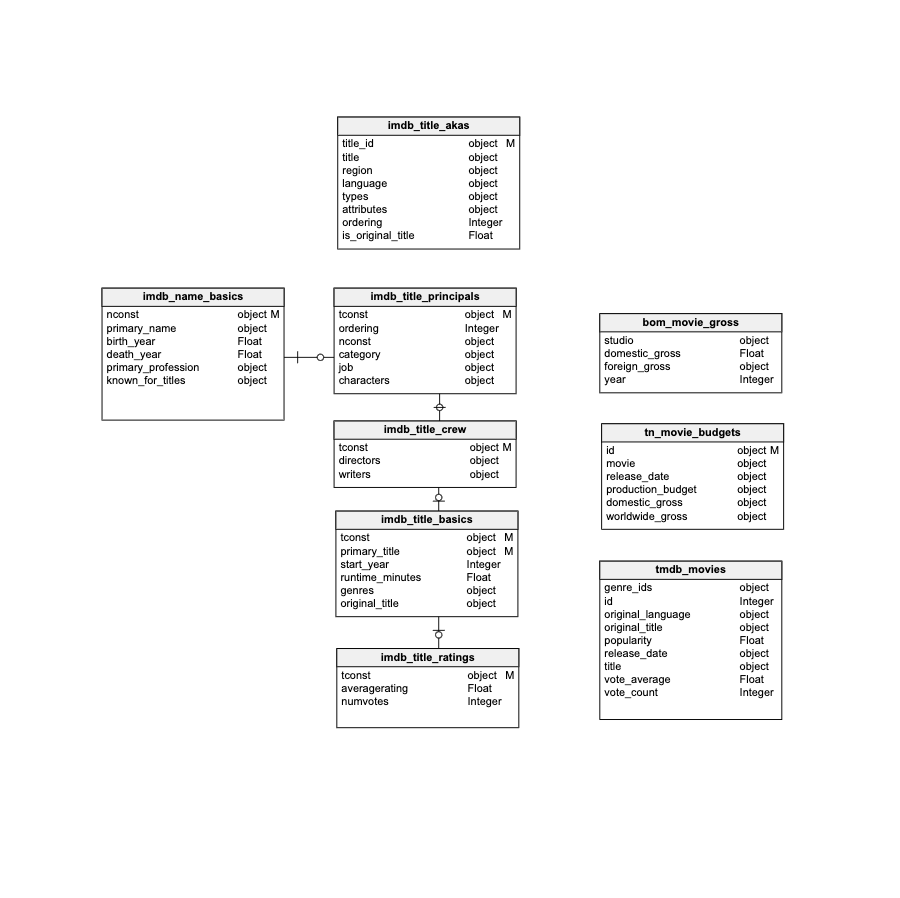 imdb_title_akas
title_id object M
title object
region object
language object
types object
attributes object
ordering Integer
is_original_title Float
imdb_name_basics
nconst object M
primary_name object
birth_year Float
death_year Float
primary_profession object
known_for_titles object
imdb_title_principals
tconst object M
ordering Integer
nconst object
category object
job object
characters object
imdb_title_crew
tconst object M
directors object
writers object
imdb_title_basics
tconst object M
primary_title object M
start_year Integer
runtime_minutes Float
genres object
original_title object
imdb_title_ratings
tconst object M
averagerating Float
numvotes Integer
bom_movie_gross
studio object
domestic_gross Float
foreign_gross object
year Integer
tn_movie_budgets
id object M
movie object
release_date object
production_budget object
domestic_gross object
worldwide_gross object
tmdb_movies
genre_ids object
id Integer
original_language object
original_title object
popularity Float
release_date object
title object
vote_average Float
vote_count Integer